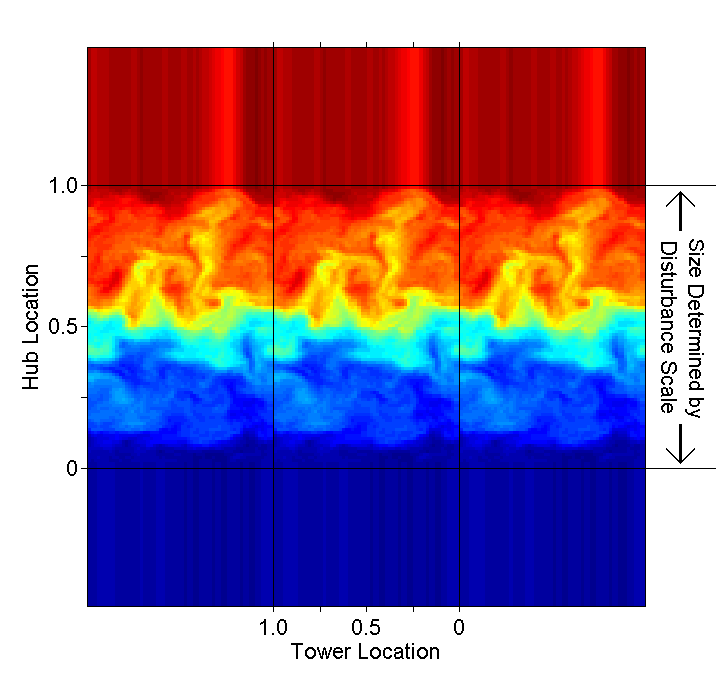 1.0
0.5
0
Hub Location
1.0 0.5 0
Tower Location
Size Determined by
Disturbance Scale